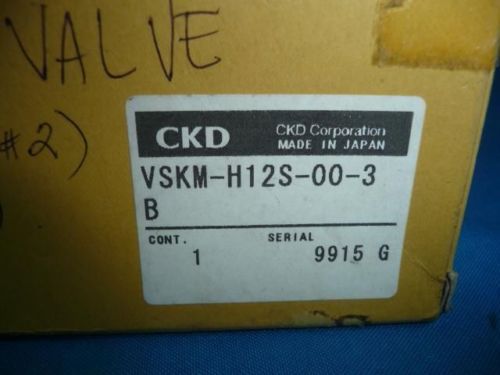 VALVE
#2)
CKD
CKD Corporation
MADE IN JAPAN
VSKM-H12S-00-3
B
CONT.
SERIAL
1
9915 G